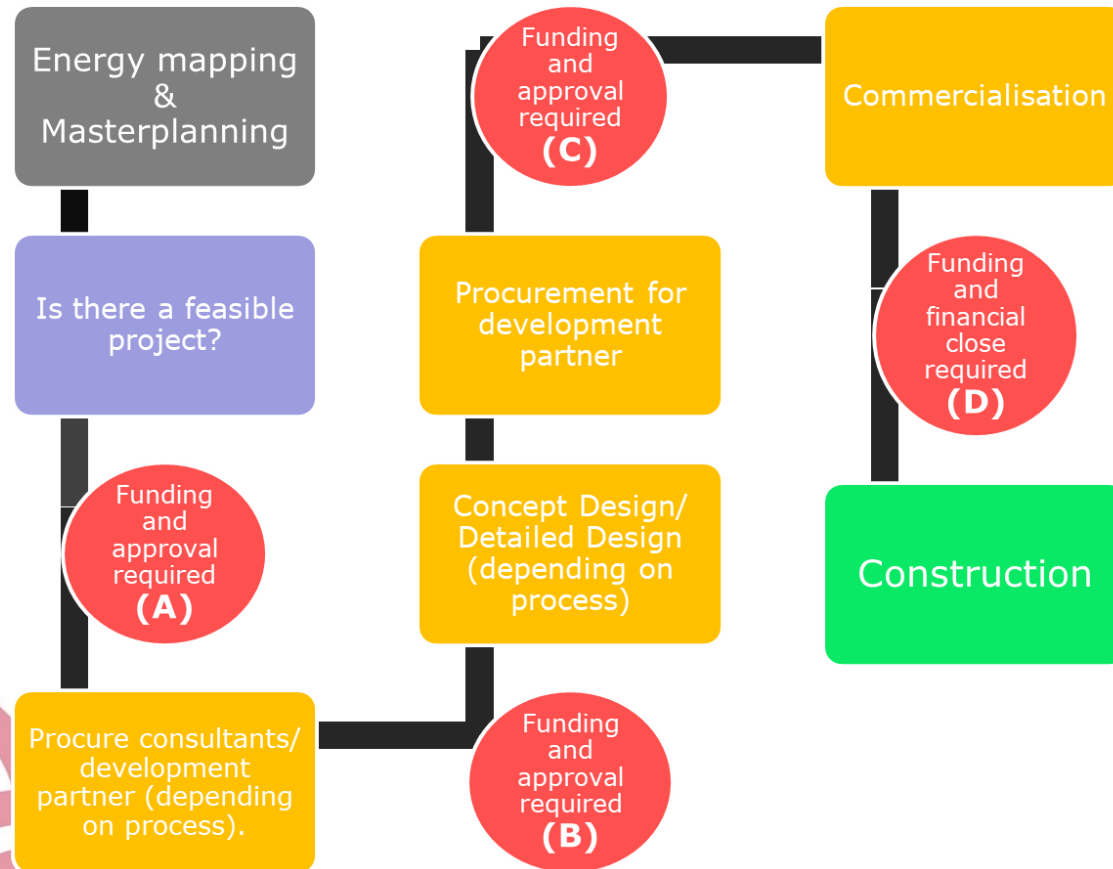 Energy mapping
&
Masterplanning
Is there a feasible
project?
Funding
and
approval
required
(A)
Procure consultants/
development
partner (depending
on process).
Funding
and
approval
required
(B)
Concept Design/
Detailed Design
(depending on
process)
Procurement for
development
partner
Funding
and
approval
required
(C)
Commercialisation
Funding
and
financial
close
required
(D)
Construction